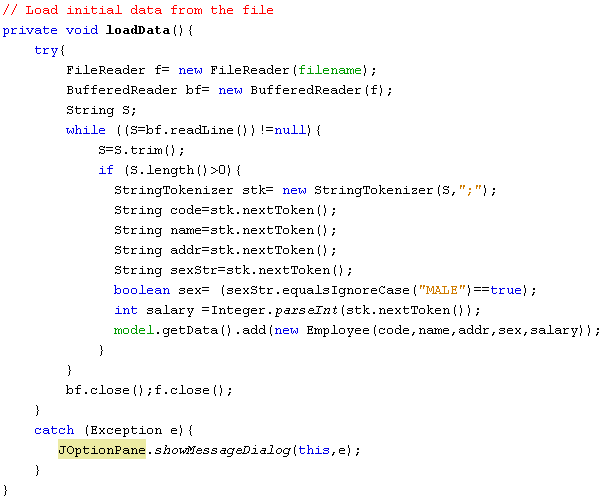 // Load initial data from the file
private void loadData(){
    try{
        FileReader f= new FileReader(filename);
        BufferedReader bf= new BufferedReader(f);
        String S;
        while ((S=bf.readLine())!=null){
            S=S.trim();
            if (S.length()>0){
              StringTokenizer stk= new StringTokenizer(S,";");
              String code=stk.nextToken();
              String name=stk.nextToken();
              String addr=stk.nextToken();
              String sexStr=stk.nextToken();
              boolean sex= (sexStr.equalsIgnoreCase("MALE")==true);
              int salary =Integer.parseInt(stk.nextToken());
              model.getData().add(new Employee(code,name,addr,sex,salary));
            }
        }
        bf.close();f.close();
    }
    catch (Exception e){
       JOptionPane.showMessageDialog(this,e);
    }
}